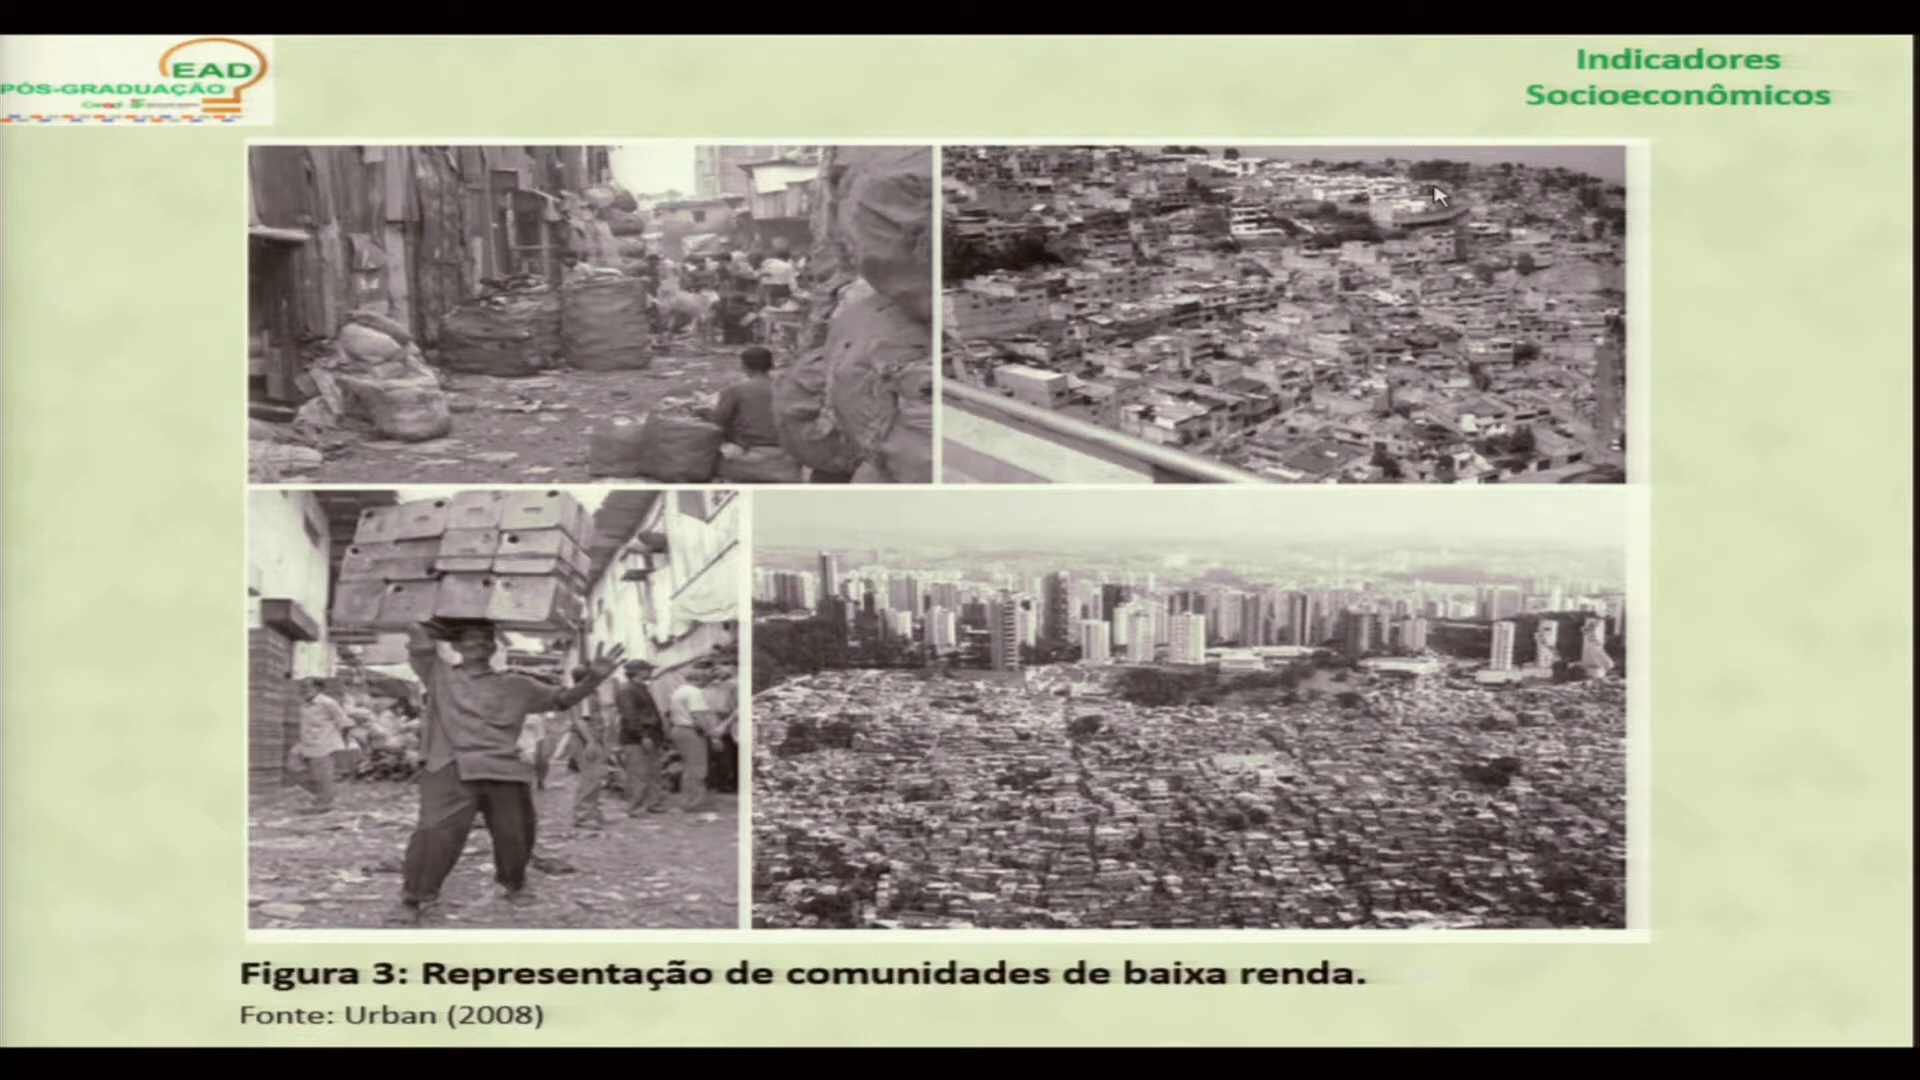 EAD
PÓS-GRADUAÇÃO
Indicadores
Socioeconômicos
Figura 3: Representação de comunidades de baixa renda.
Fonte: Urban (2008)